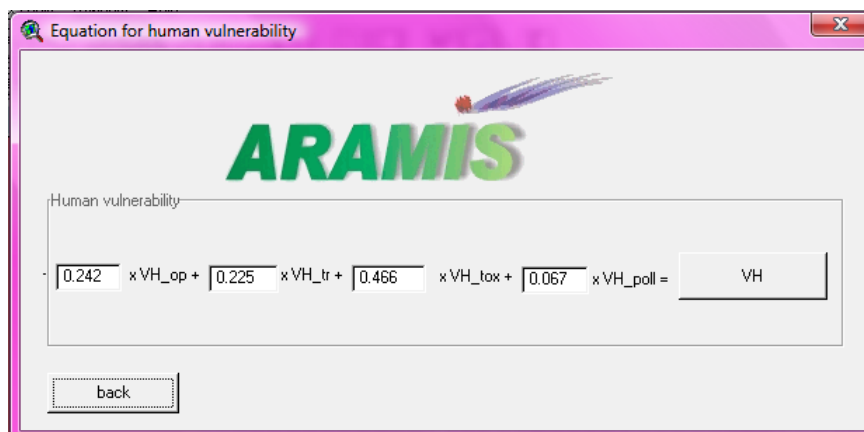 Equation for human vulnerability
ARAMIS
Human vulnerability
0.242 x VH_op + 0.225 x VH_tr + 0.466 x VH_tox + 0.067 x VH_poll = VH
back